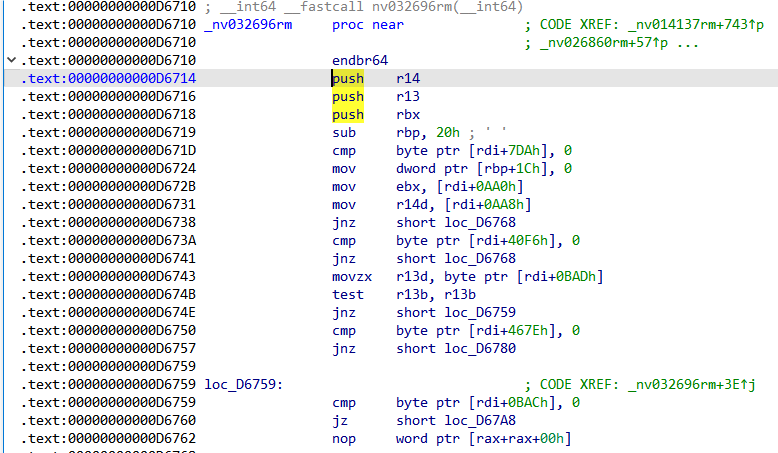 .text:00000000000D6710 ; __int64 __fastcall nv032696rm(__int64)
.text:00000000000D6710 _nv032696rm proc near ; CODE XREF: _nv014137rm+743↑p
.text:00000000000D6710 ; _nv026860rm+57↑p ...
.text:00000000000D6710 endbr64
.text:00000000000D6714 push r14
.text:00000000000D6716 push r13
.text:00000000000D6718 push rbx
.text:00000000000D6719 sub rbp, 20h ; ' '
.text:00000000000D671D cmp byte ptr [rdi+7DAh], 0
.text:00000000000D6724 mov dword ptr [rbp+1Ch], 0
.text:00000000000D672B mov ebx, [rdi+0AA0h]
.text:00000000000D6731 mov r14d, [rdi+0AA8h]
.text:00000000000D6738 jnz short loc_D6768
.text:00000000000D673A cmp byte ptr [rdi+40F6h], 0
.text:00000000000D6741 jnz short loc_D6768
.text:00000000000D6743 movzx r13d, byte ptr [rdi+0BADh]
.text:00000000000D674B test r13b, r13b
.text:00000000000D674E jnz short loc_D6759
.text:00000000000D6750 cmp byte ptr [rdi+467Eh], 0
.text:00000000000D6757 jnz short loc_D6780
.text:00000000000D6759
.text:00000000000D6759 loc_D6759: ; CODE XREF: _nv032696rm+3E↑j
.text:00000000000D6759 cmp byte ptr [rdi+0BACh], 0
.text:00000000000D6760 jz short loc_D67A8
.text:00000000000D6762 nop word ptr [rax+rax+00h]